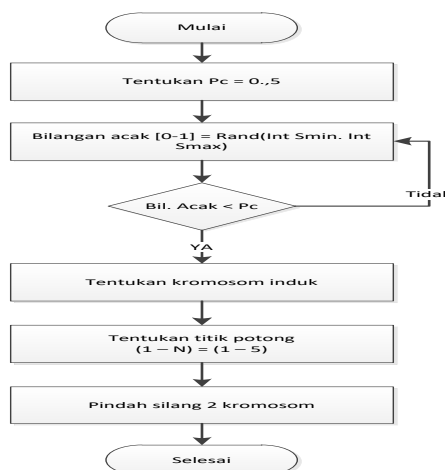 Mulai
Tentukan Pc = 0.,5
Bilangan acak [0-1] = Rand(Int Smin. Int
Smax)
Bil. Acak < Pc
Tidak
YA
Tentukan kromosom induk
Tentukan titik potong
(1 – N) = (1 – 5)
Pindah silang 2 kromosom
Selesai